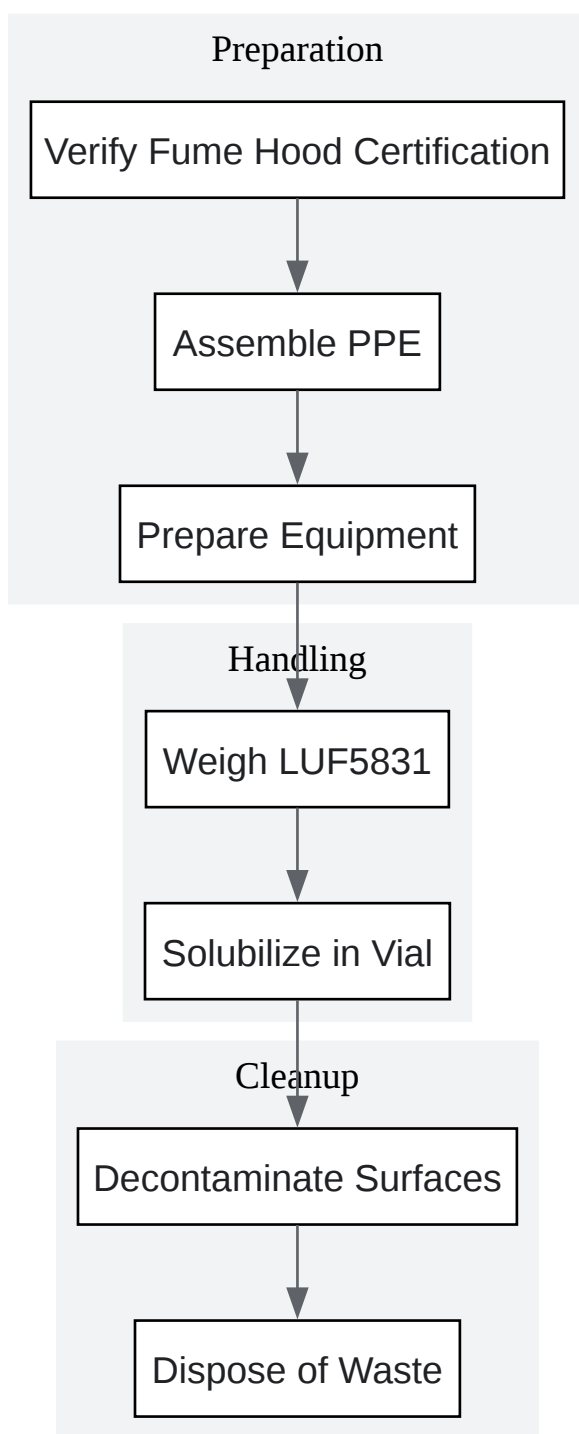 Preparation
Verify Fume Hood Certification
Assemble PPE
Prepare Equipment
Handling
Weigh LUF5831
Solubilize in Vial
Cleanup
Decontaminate Surfaces
Dispose of Waste